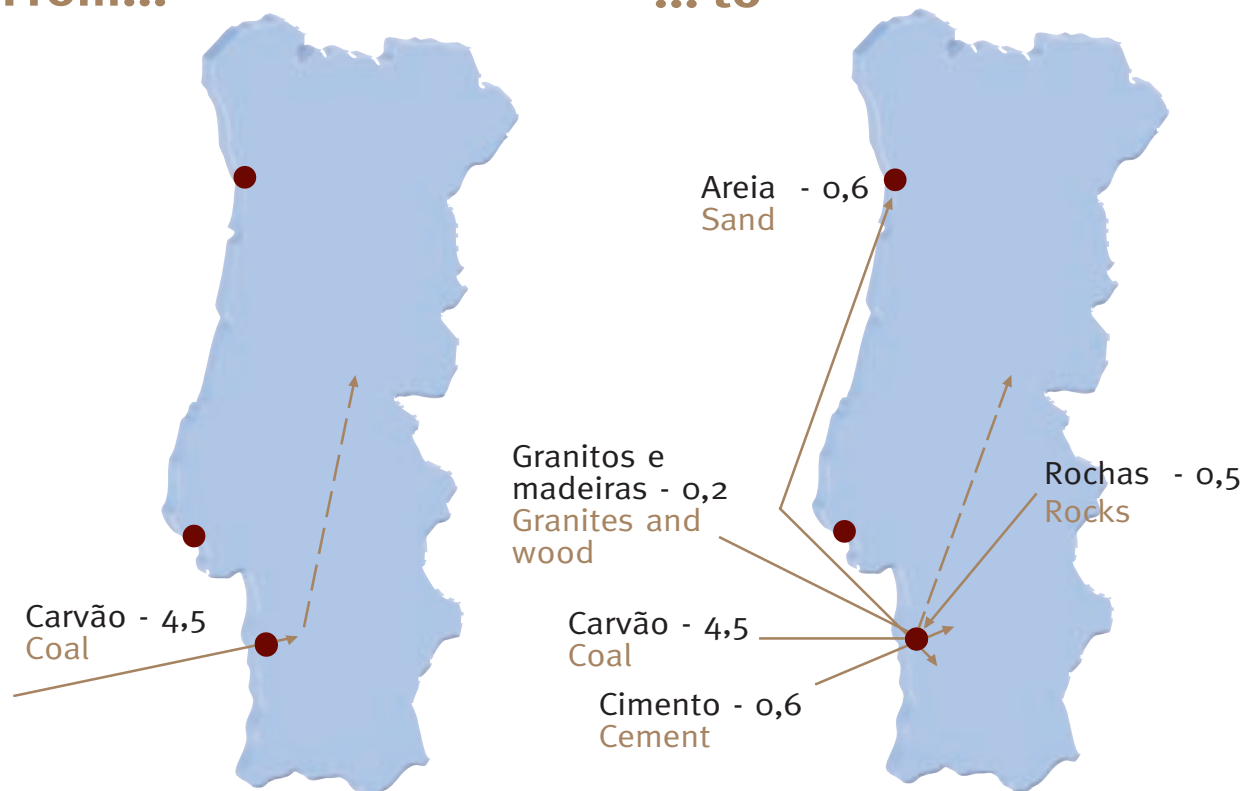 from...
... to
Carvão - 4,5
Coal
Areia - 0,6
Sand
Granitos e
madeiras - 0,2
Granites and
wood
Rochas - 0,5
Rocks
Carvão - 4,5
Coal
Cimento - 0,6
Cement